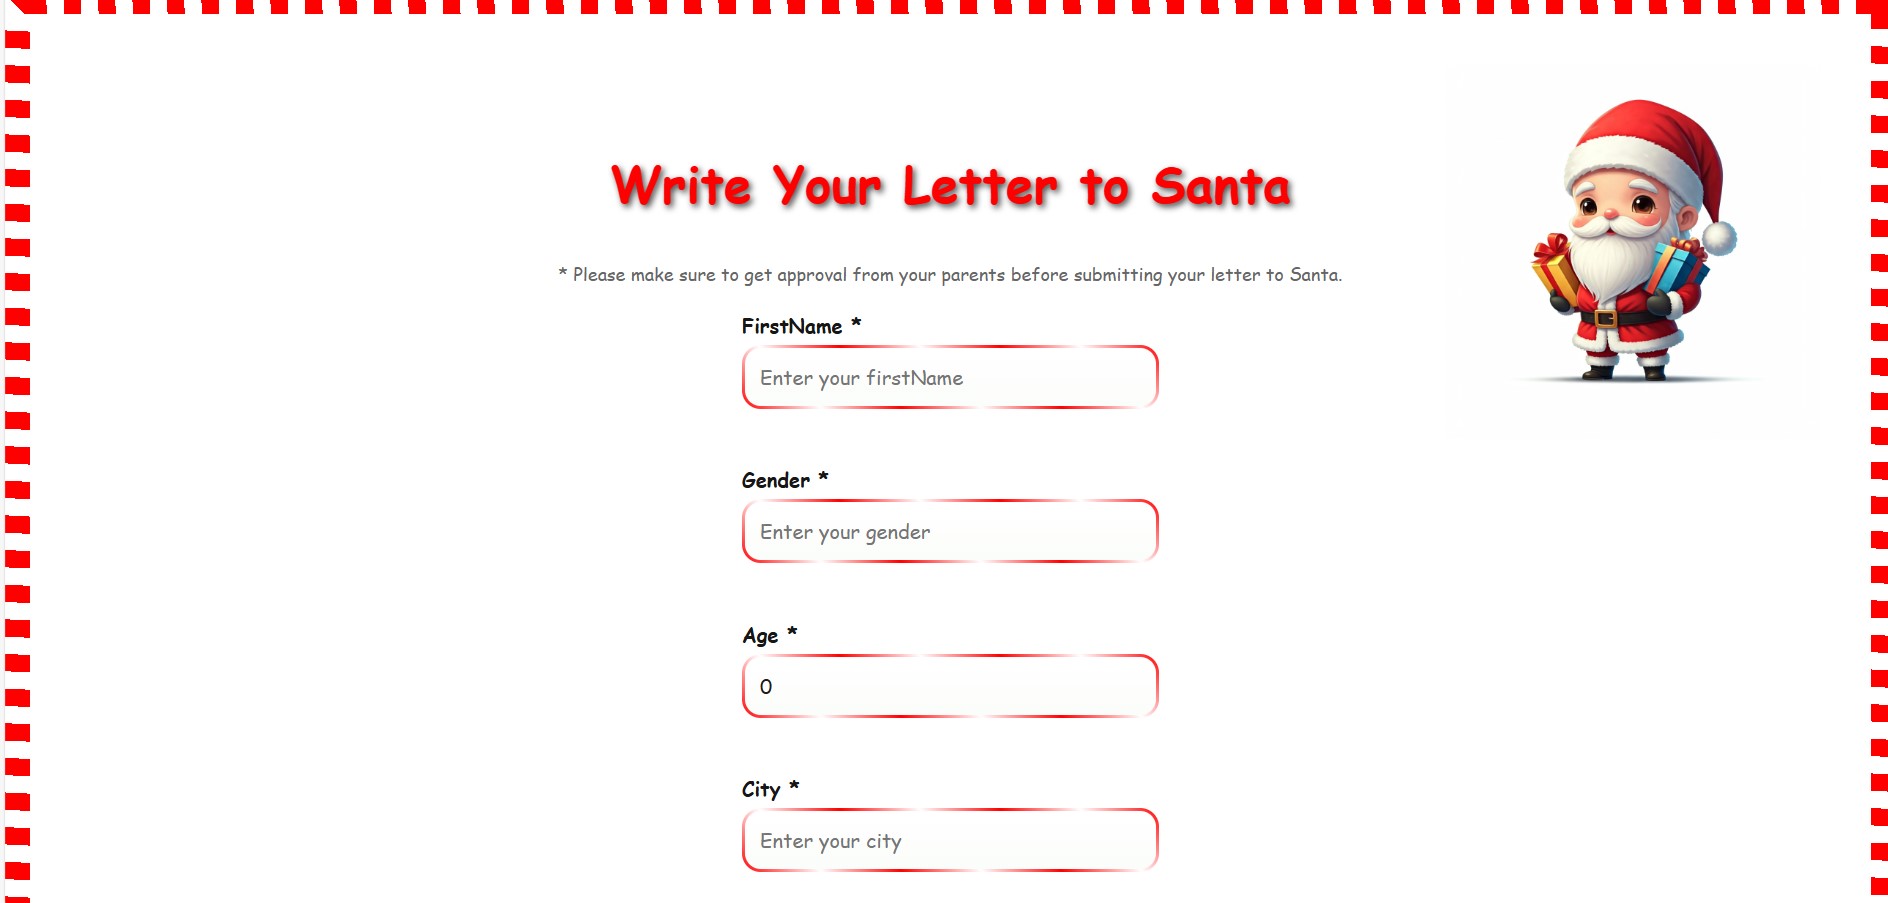 Write Your Letter to Santa
* Please make sure to get approval from your parents before submitting your letter to Santa.
FirstName *
Enter your firstName
Gender *
Enter your gender
Age *
0
City *
Enter your city